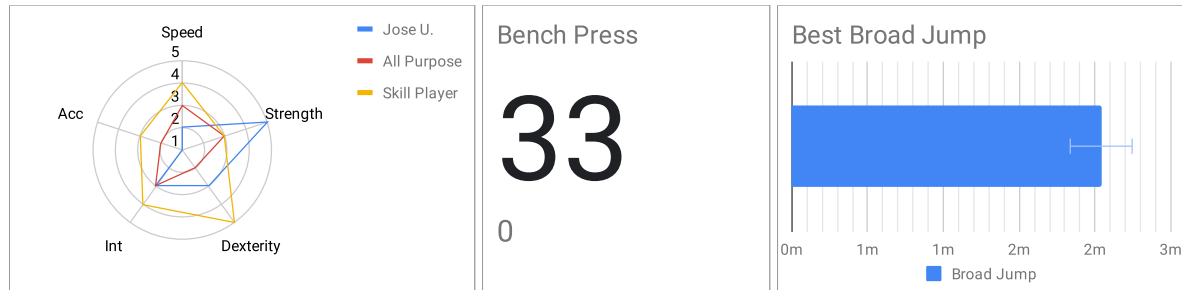 Speed
5
4
3
2
1
Acc
Strength
Int
Dexterity
Jose U.
All Purpose
Skill Player
Bench Press
33
0
Best Broad Jump
0m 1m 1m 2m 2m 3m
Broad Jump